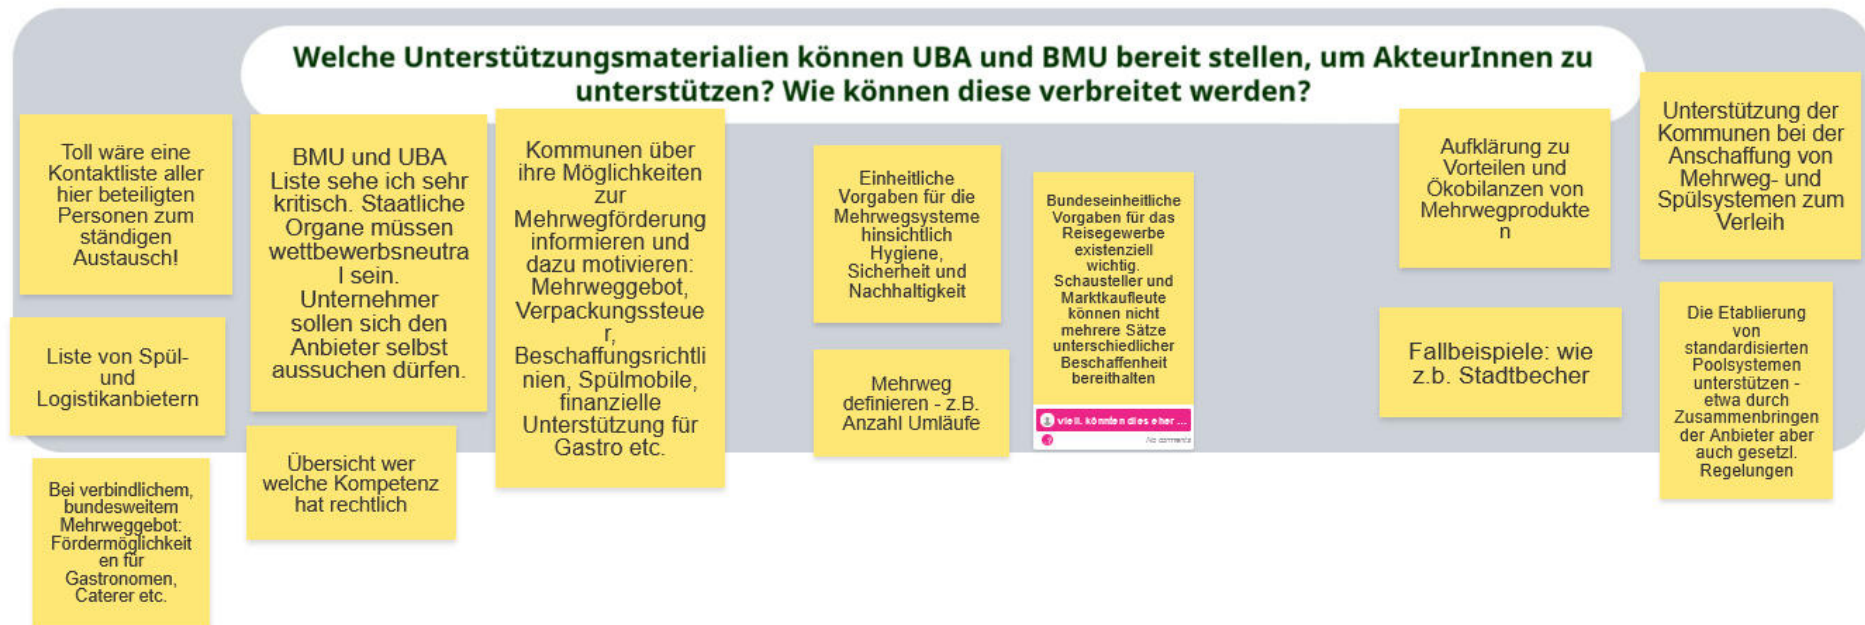 Welche Unterstützungsmaterialien können UBA und BMU bereit stellen, um AkteurInnen zu
unterstützen? Wie können diese verbreitet werden?
Toll wäre eine
Kontaktliste aller
hier beteiligten
Personen zum
ständigen
Austausch!
Liste von Spül-
und
Logistikanbietern
Bei verbindlichem,
bundesweitem
Mehrweggebot:
Fördermöglichkeit
en für
Gastronomen,
Caterer etc.
BMU und UBA
Liste sehe ich sehr
kritisch. Staatliche
Organe müssen
wettbewerbsneutra
l sein.
Unternehmer
sollen sich den
Anbieter selbst
aussuchen dürfen.
Übersicht wer
welche Kompetenz
hat rechtlich
Kommunen über
ihre Möglichkeiten
zur
Mehrwegförderung
informieren und
dazu motivieren:
Mehrweggebot,
Verpackungssteue
r,
Beschaffungsrichtli
nien, Spülmobile,
finanzielle
Unterstützung für
Gastro etc.
Einheitliche
Vorgaben für die
Mehrwegsysteme
hinsichtlich
Hygiene,
Sicherheit und
Nachhaltigkeit
Mehrweg
definieren - z.B.
Anzahl Umläufe
Bundeseinheitliche
Vorgaben für das
Reisegewerbe
existenziell
wichtig.
Schausteller und
Marktkaufleute
können nicht
mehrere Sätze
unterschiedlicher
Beschaffenheit
bereithalten
viell. könnten dies eher ...
No comments
Aufklärung zu
Vorteilen und
Ökobilanzen von
Mehrwegprodukte
n
Fallbeispiele: wie
z.b. Stadtbecher
Unterstützung der
Kommunen bei der
Anschaffung von
Mehrweg- und
Spülsystemen zum
Verleih
Die Etablierung
von
standardisierten
Poolsystemen
unterstützen -
etwa durch
Zusammenbringen
der Anbieter aber
auch gesetzl.
Regelungen